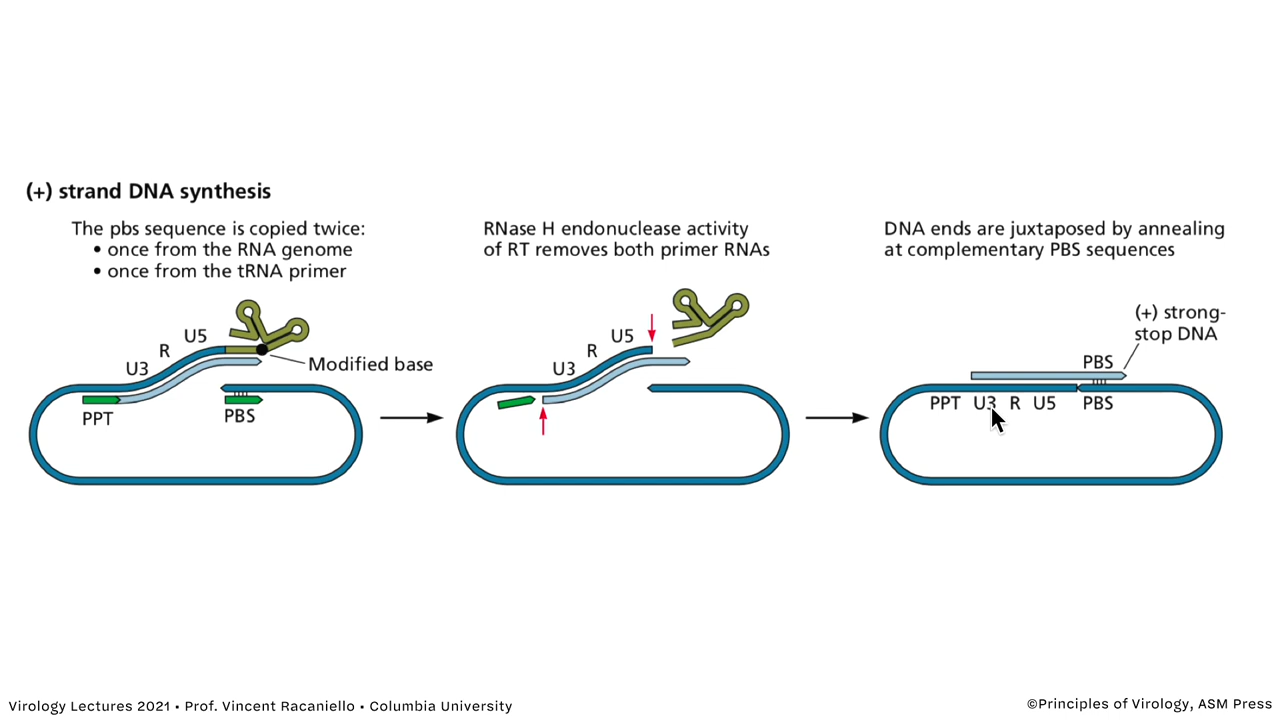 (+) strand DNA synthesis
The pbs sequence is copied twice:
• once from the RNA genome
• once from the tRNA primer
U5
R
U3
Modified base
PPT
PBS
RNase H endonuclease activity
of RT removes both primer RNAs
U5
R
U3
DNA ends are juxtaposed by annealing
at complementary PBS sequences
(+) strong-
stop DNA
PBS
PPT U3 R U5 PBS
Virology Lectures 2021 • Prof. Vincent Racaniello • Columbia University
©Principles of Virology, ASM Press